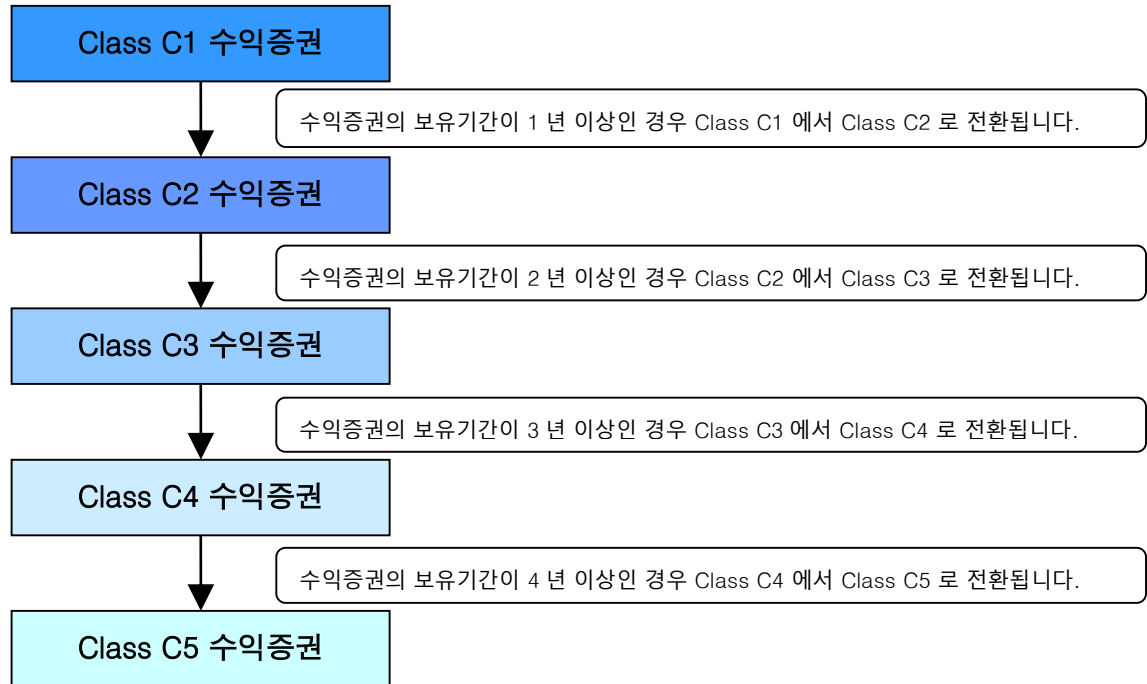 Class C1 수익증권
수익증권의 보유기간이 1 년 이상인 경우 Class C1 에서 Class C2 로 전환됩니다.
Class C2 수익증권
수익증권의 보유기간이 2 년 이상인 경우 Class C2 에서 Class C3 로 전환됩니다.
Class C3 수익증권
수익증권의 보유기간이 3 년 이상인 경우 Class C3 에서 Class C4 로 전환됩니다.
Class C4 수익증권
수익증권의 보유기간이 4 년 이상인 경우 Class C4 에서 Class C5 로 전환됩니다.
Class C5 수익증권